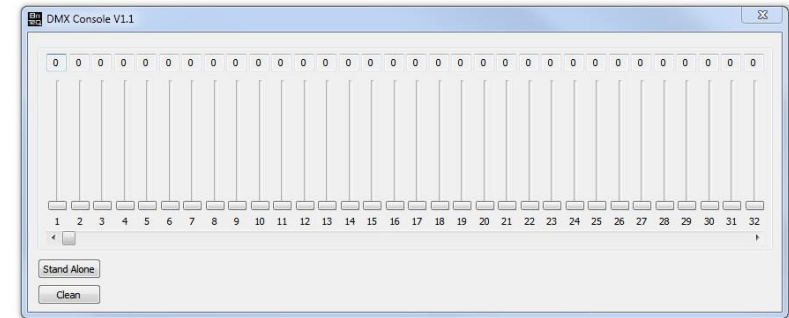 DMX Console V1.1
0 0 0 0 0 0 0 0 0 0 0 0 0 0 0 0 0 0 0 0 0 0 0 0 0 0 0 0 0 0 0 0
1 2 3 4 5 6 7 8 9 10 11 12 13 14 15 16 17 18 19 20 21 22 23 24 25 26 27 28 29 30 31 32
Stand Alone
Clean